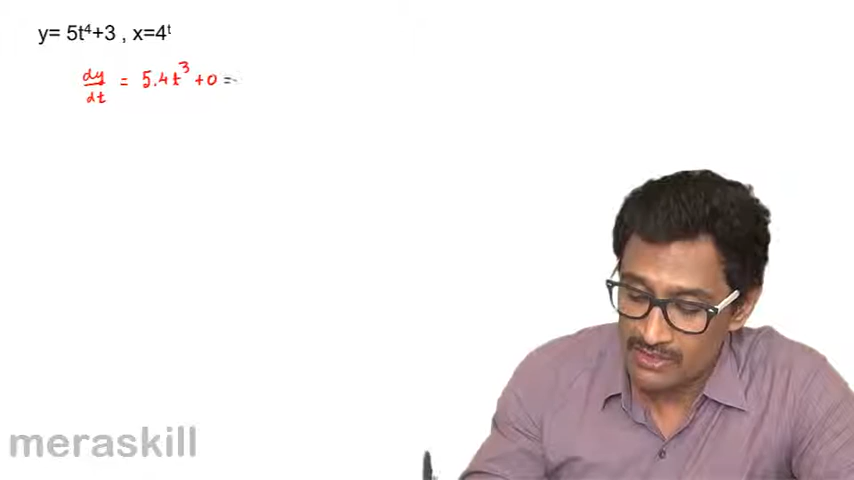 y= 5t⁴+3 , x=4ᵗ
dy/dt = 5.4t³ +0 =
meraskill